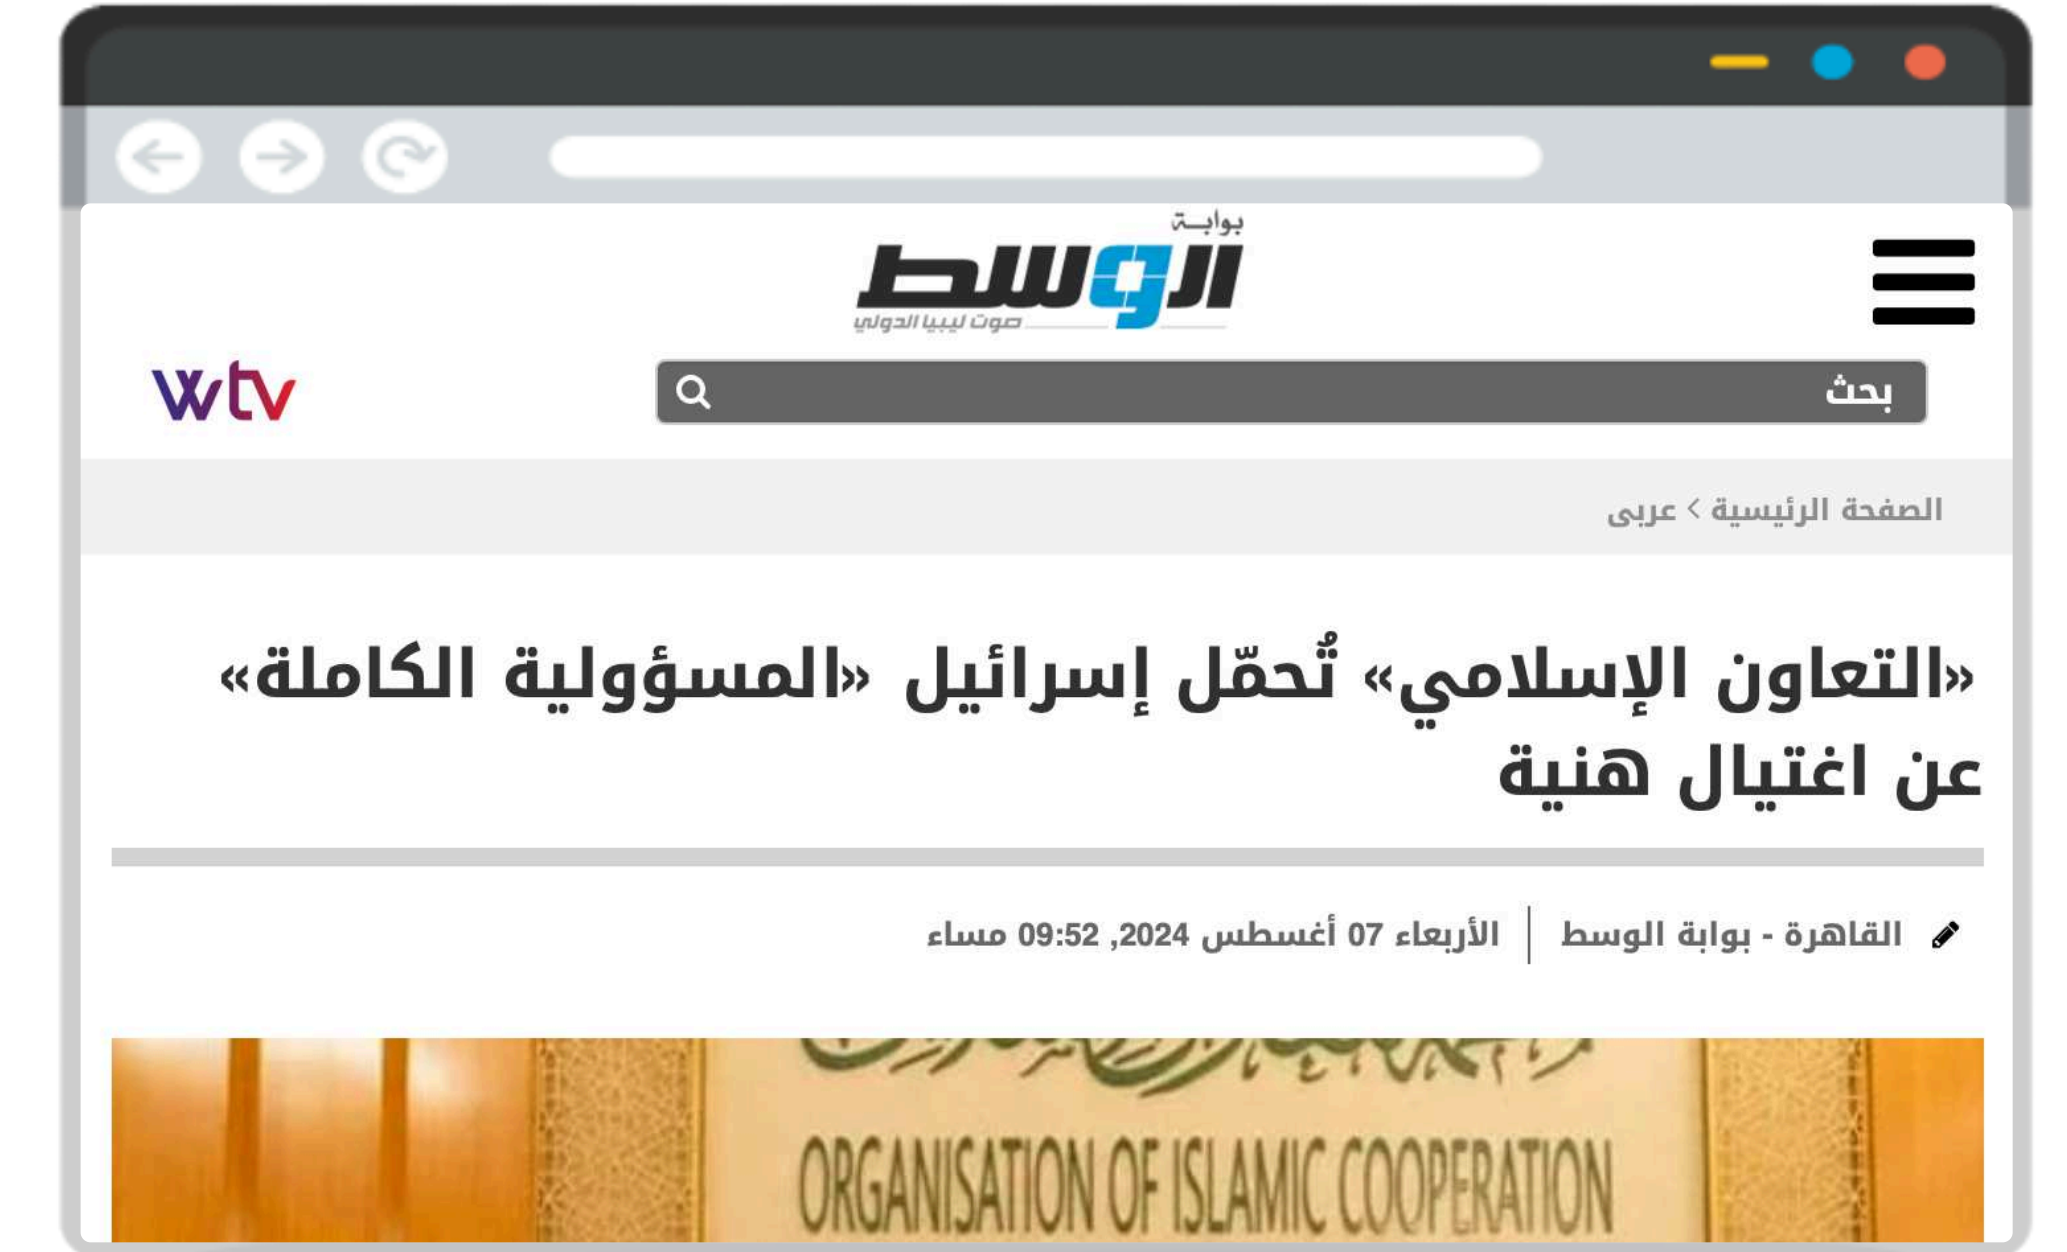 بوابة
الوسط
صوت ليبيا الدولي
بحث
wtv
الصفحة الرئيسية > عربى
«التعاون الإسلامي» تُحمّل إسرائيل «المسؤولية الكاملة»
عن اغتيال هنية
القاهرة - بوابة الوسط | الأربعاء 07 أغسطس 2024, 09:52 مساء
ORGANISATION OF ISLAMIC COOPERATION